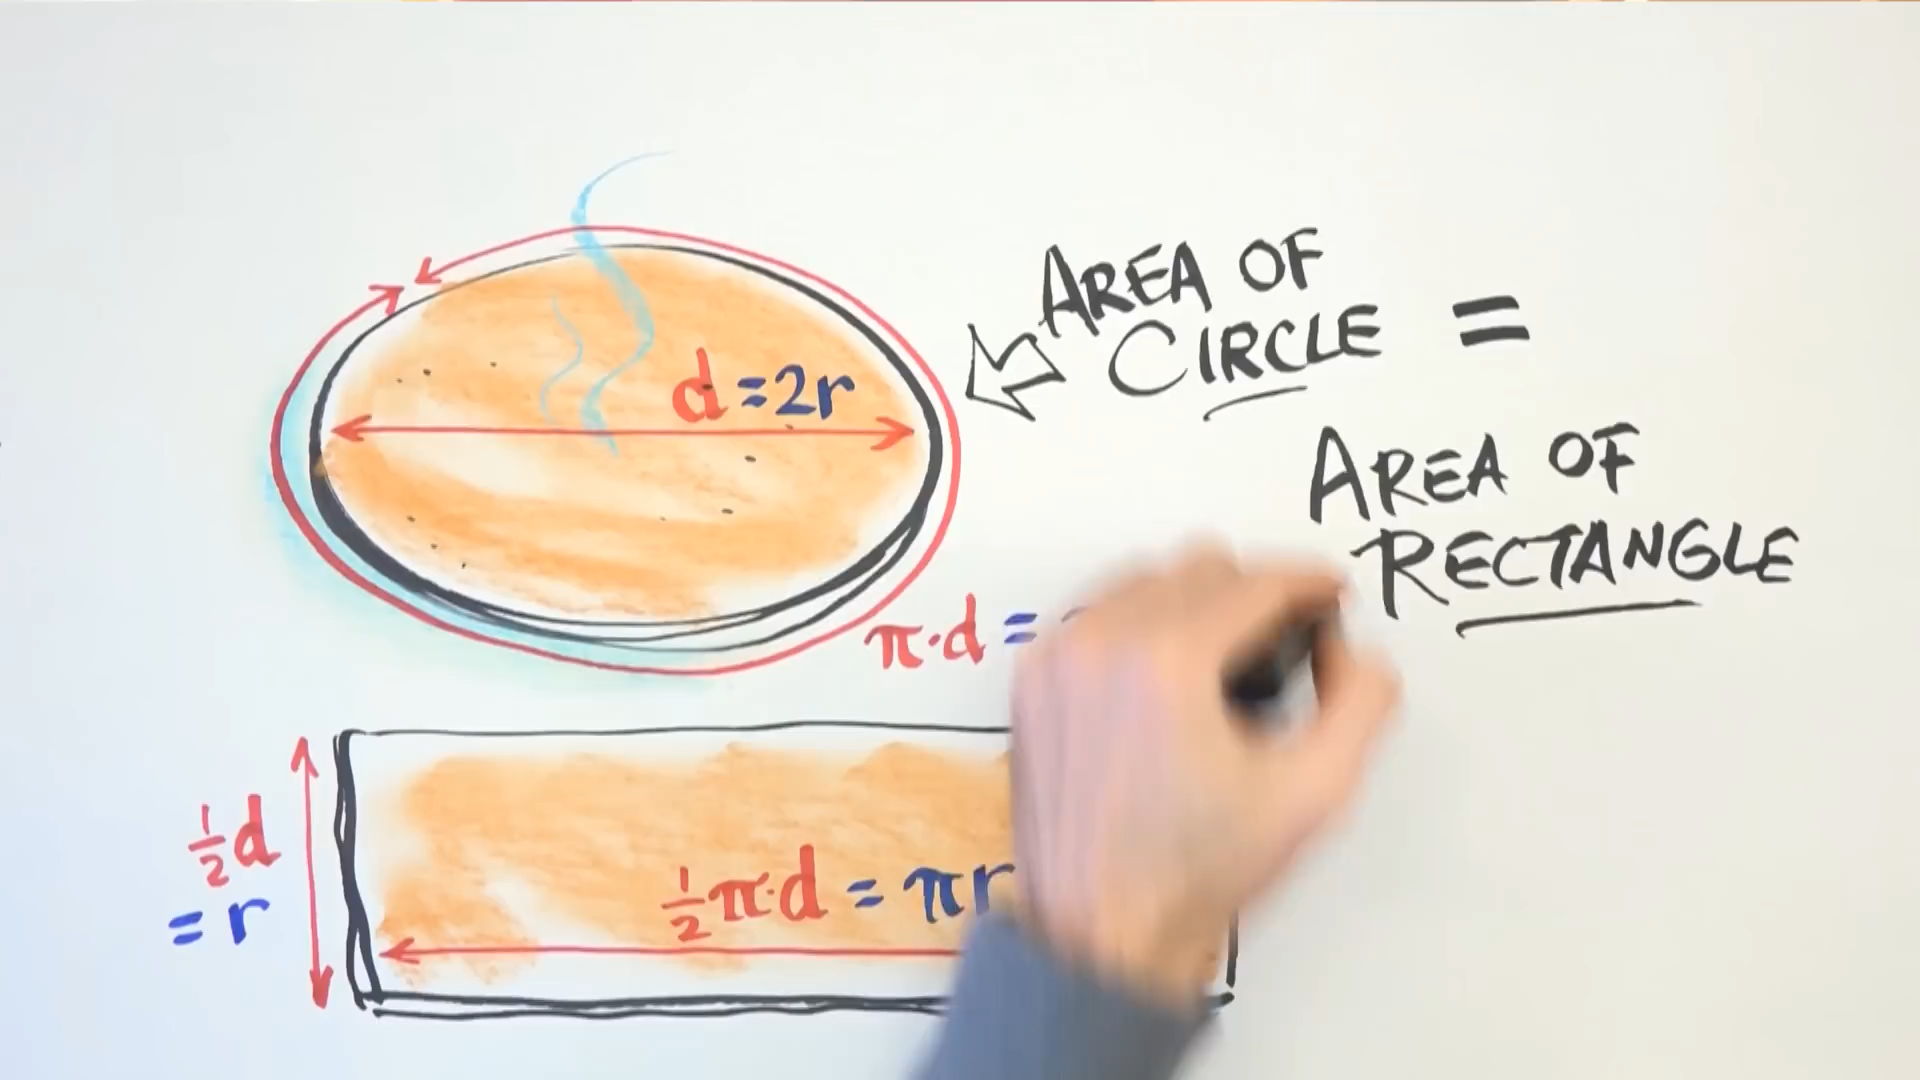 AREA OF
CIRCLE =
d = 2r
AREA OF
RECTANGLE
π·d =
½d
= r
½π·d = πr